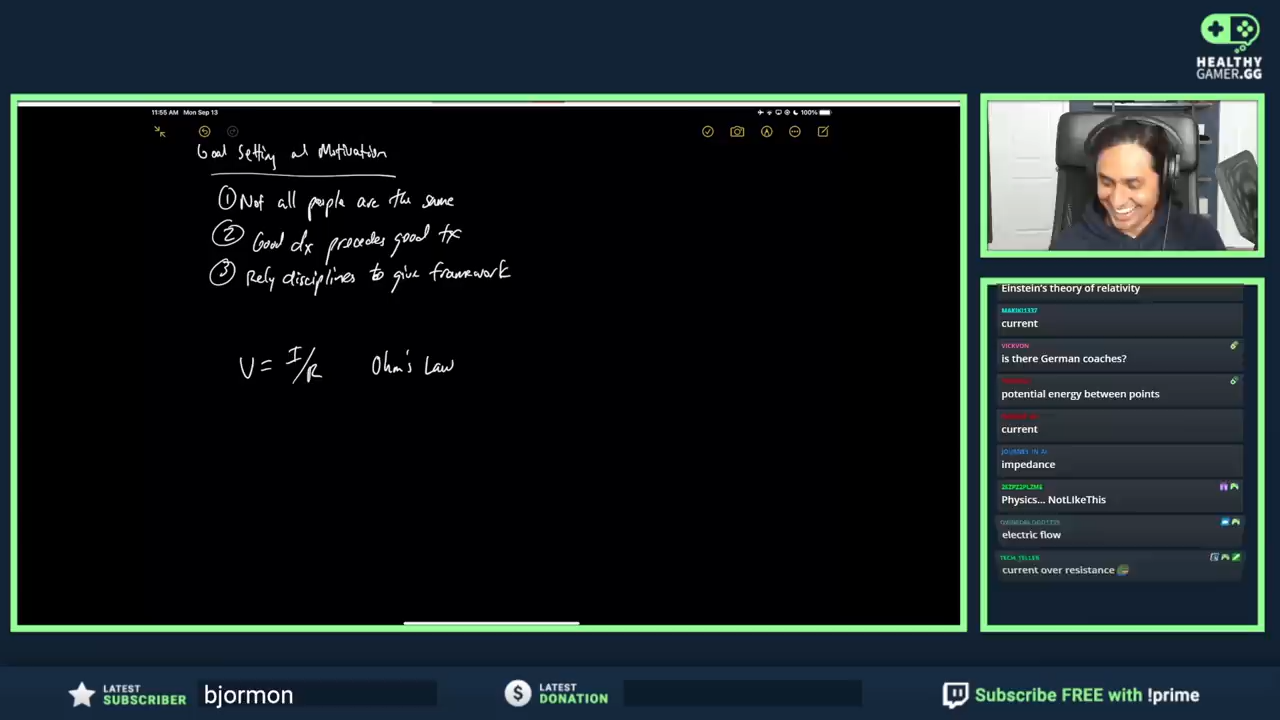 HEALTHY
GAMER.GG
11:55 AM Mon Sep 13
100%
Goal Setting and Motivation
① Not all people are the same
② Good dx precedes good tx
③ Rely disciplines to give framework
V = I/R Ohm's Law
Einstein's theory of relativity
MARIKI1337
current
VICKVON
is there German coaches?
potential energy between points
current
impedance
Physics... NotLikeThis
electric flow
TECH_TELLER
current over resistance
LATEST
SUBSCRIBER
bjormon
$
LATEST
DONATION
Subscribe FREE with !prime